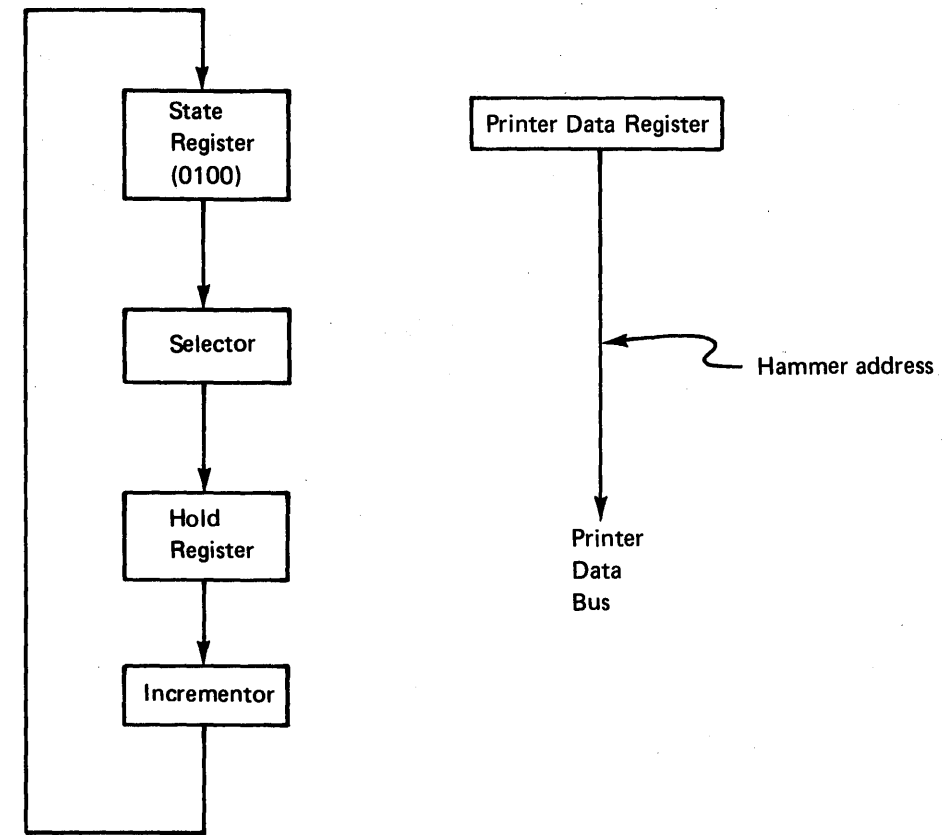 State
Register
(0100)
Printer Data Register
Selector
Hammer address
Hold
Register
Printer
Data
Bus
Incrementor